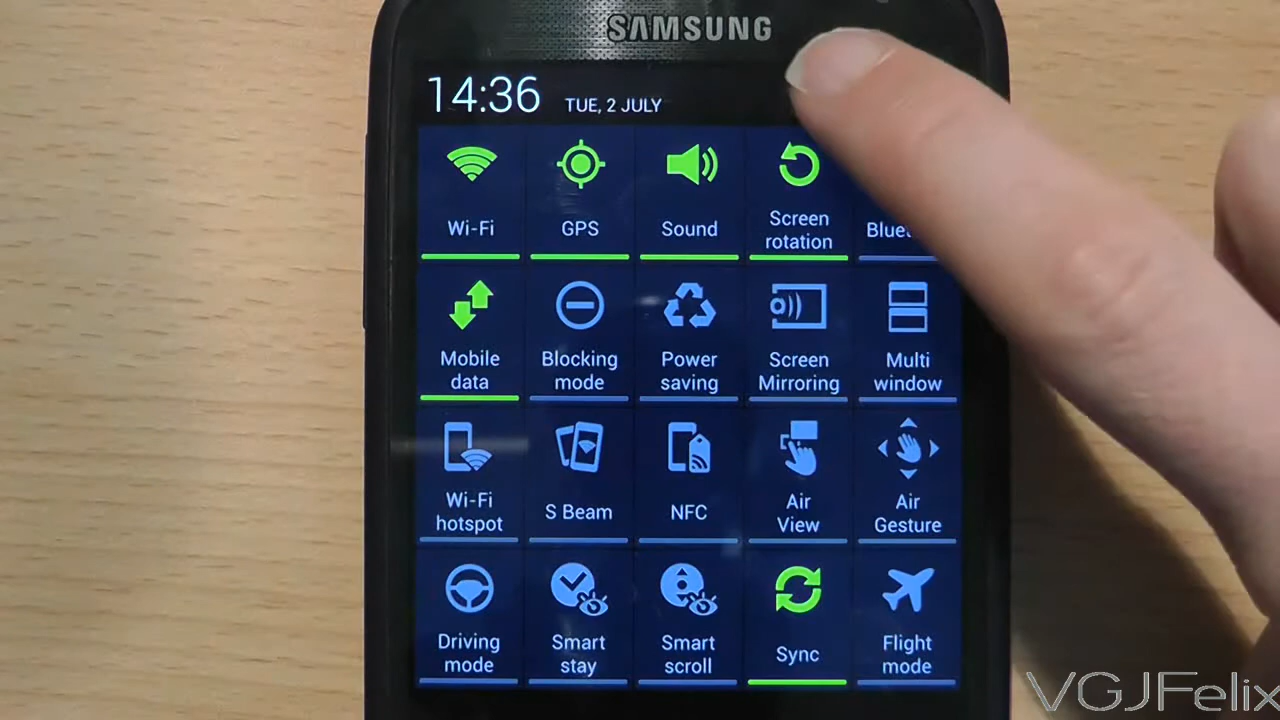 SAMSUNG
14:36 TUE, 2 JULY
Wi-Fi GPS Sound Screen rotation
Mobile data Blocking mode Power saving Screen Mirroring Multi window
Wi-Fi hotspot S Beam NFC Air View Air Gesture
Driving mode Smart stay Smart scroll Sync Flight mode
VGJFelix